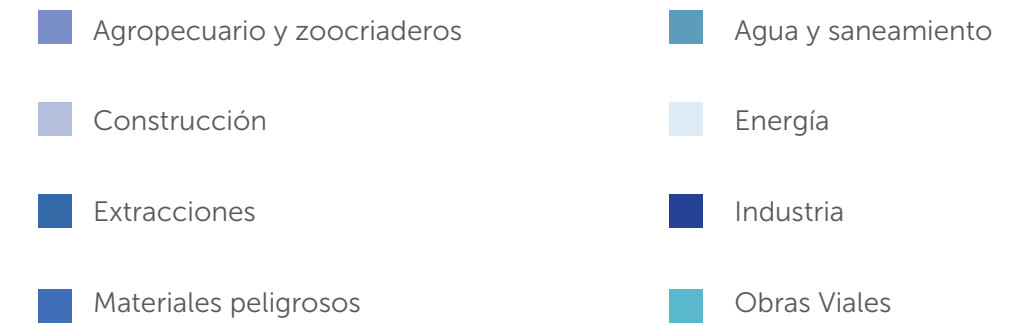 Agropecuario y zoocriaderos
Agua y saneamiento
Construcción
Energía
Extracciones
Industria
Materiales peligrosos
Obras Viales